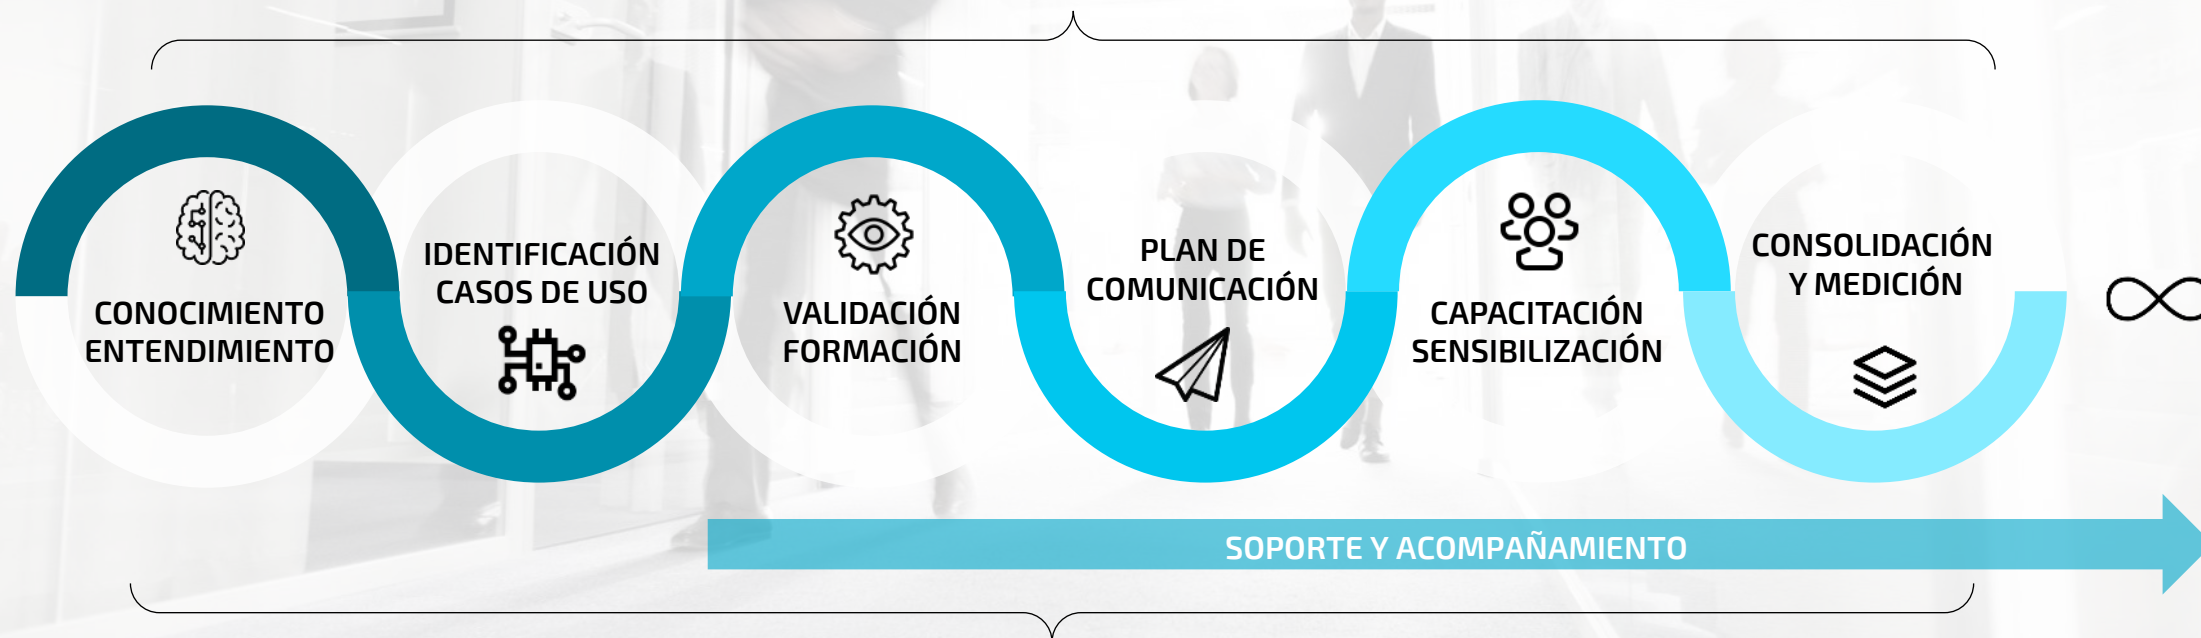 CONOCIMIENTO
ENTENDIMIENTO
IDENTIFICACIÓN
CASOS DE USO
VALIDACIÓN
FORMACIÓN
PLAN DE
COMUNICACIÓN
CAPACITACIÓN
SENSIBILIZACIÓN
CONSOLIDACIÓN
Y MEDICIÓN
SOPORTE Y ACOMPAÑAMIENTO